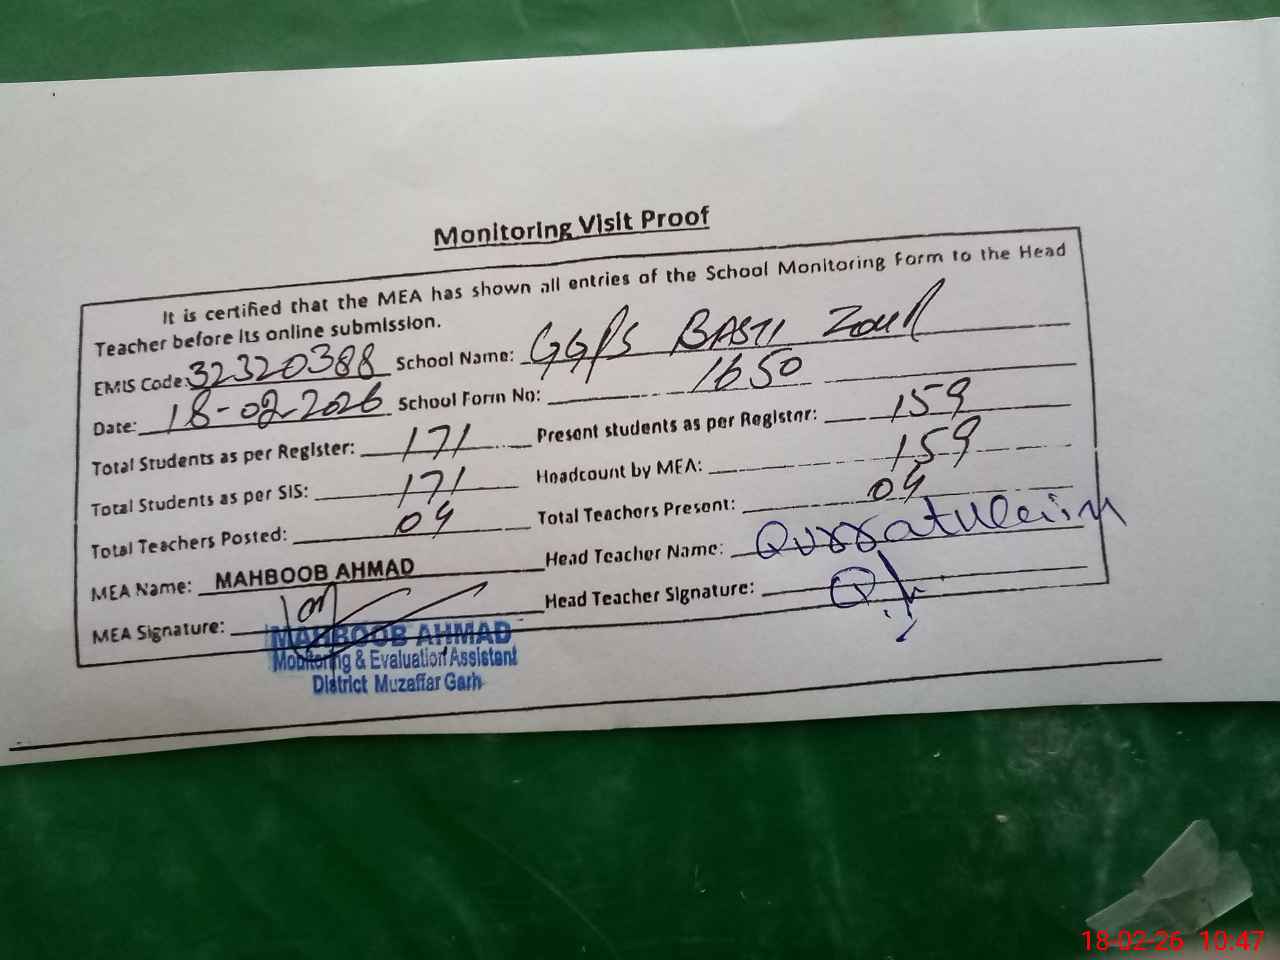 Monitoring Visit Proof
It is certified that the MEA has shown all entries of the School Monitoring Form to the Head
Teacher before its online submission.
EMIS Code: 32320388 School Name: GGPS BASTI
Date: 18-02-2026 School Form No: 1650
Total Students as per Register: 171 Present students as per Register: 159
Total Students as per SIS: 171 Headcount by MEA: 159
Total Teachers Posted: 04 Total Teachers Present: 04
MEA Name: MAHBOOB AHMAD Head Teacher Name: Qurratulein
MEA Signature: Head Teacher Signature:
MAHBOOB AHMAD
Monitoring & Evaluation Assistant
District Muzaffar Garh
18-02-26 10:47